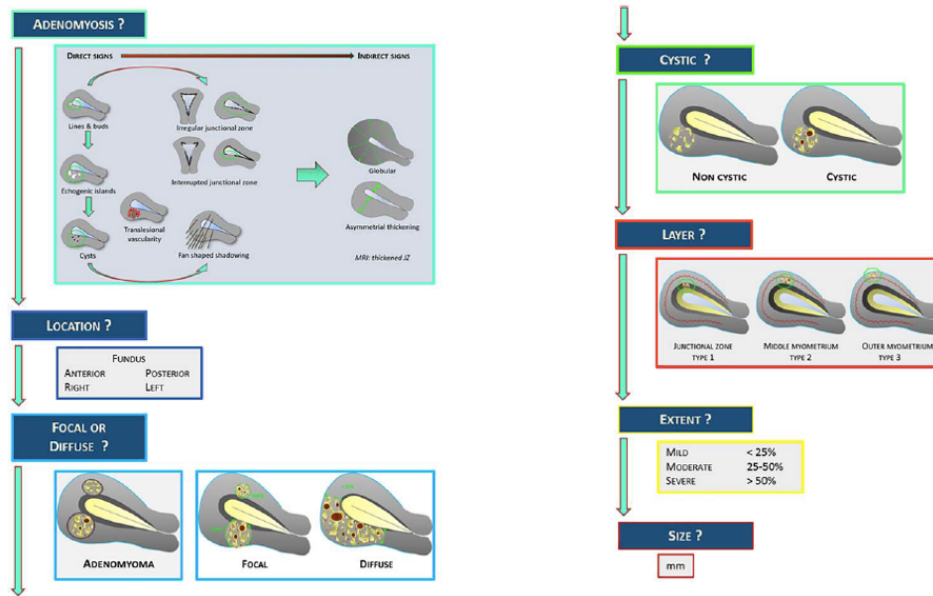 ADENOMYOSIS ?
DIRECT SIGNS
INDIRECT SIGNS
Lines & buds
Irregular junctional zone
Globular
Echogenic islands
Interrupted junctional zone
Asymmetrical thickening
Translesional
vascularity
Cysts
Fan shaped shadowing
MRI: thickened JZ
LOCATION ?
FUNDUS
ANTERIOR POSTERIOR
RIGHT LEFT
FOCAL OR
DIFFUSE ?
ADENOMYOMA
FOCAL
DIFFUSE
CYSTIC ?
NON CYSTIC
CYSTIC
LAYER ?
JUNCTIONAL ZONE
TYPE 1
MIDDLE MYOMETRIUM
TYPE 2
OUTER MYOMETRIUM
TYPE 3
EXTENT ?
MILD < 25%
MODERATE 25-50%
SEVERE > 50%
SIZE ?
mm